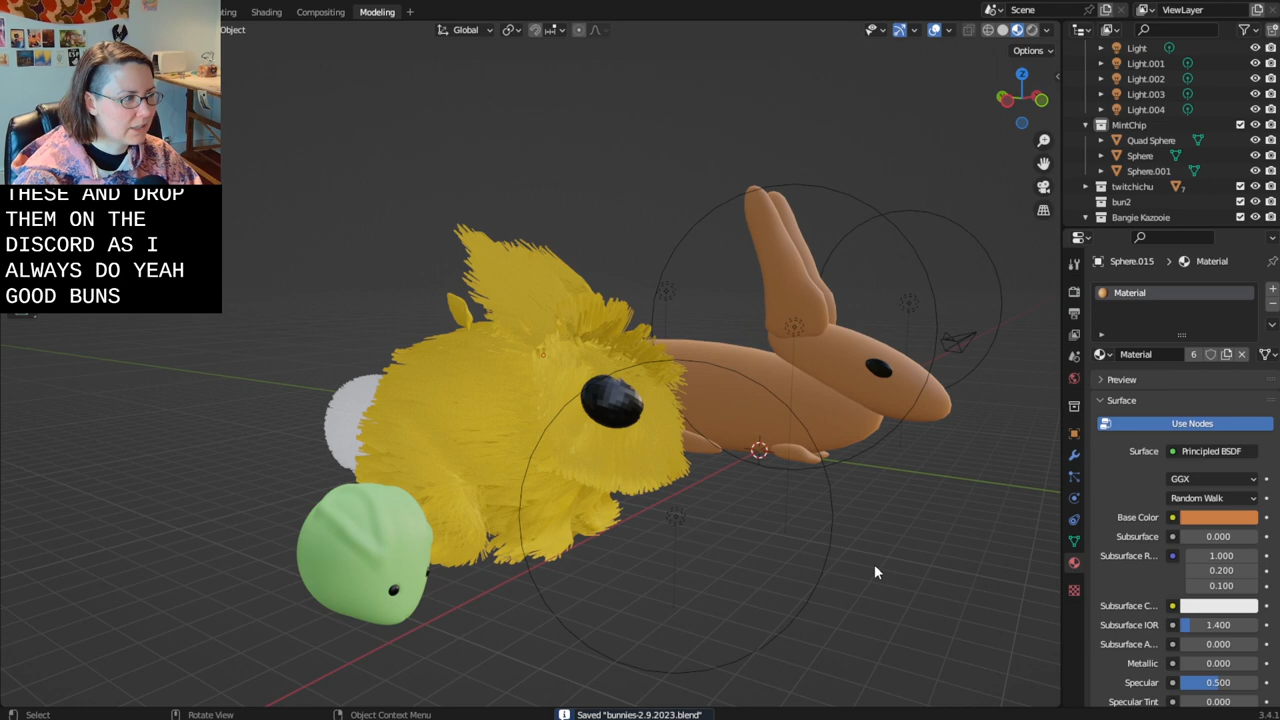 Shading Compositing Modeling +
Scene
ViewLayer
Object
Global
Options
Z
Light
Light.001
Light.002
Light.003
Light.004
MintChip
Quad Sphere
Sphere
Sphere.001
twitchichu 7
bun2
Bangie Kazooie
THESE AND DROP
THEM ON THE
DISCORD AS I
ALWAYS DO YEAH
GOOD BUNS
Sphere.015 > Material
Material
Material 6
Preview
Surface
Use Nodes
Surface Principled BSDF
GGX
Random Walk
Base Color
Subsurface 0.000
Subsurface R... 1.000
0.200
0.100
Subsurface C...
Subsurface IOR 1.400
Subsurface A... 0.000
Metallic 0.000
Specular 0.500
Specular Tint 0.000
Select
Rotate View
Object Context Menu
Saved "bunnies-2.9.2023.blend"
3.4.1